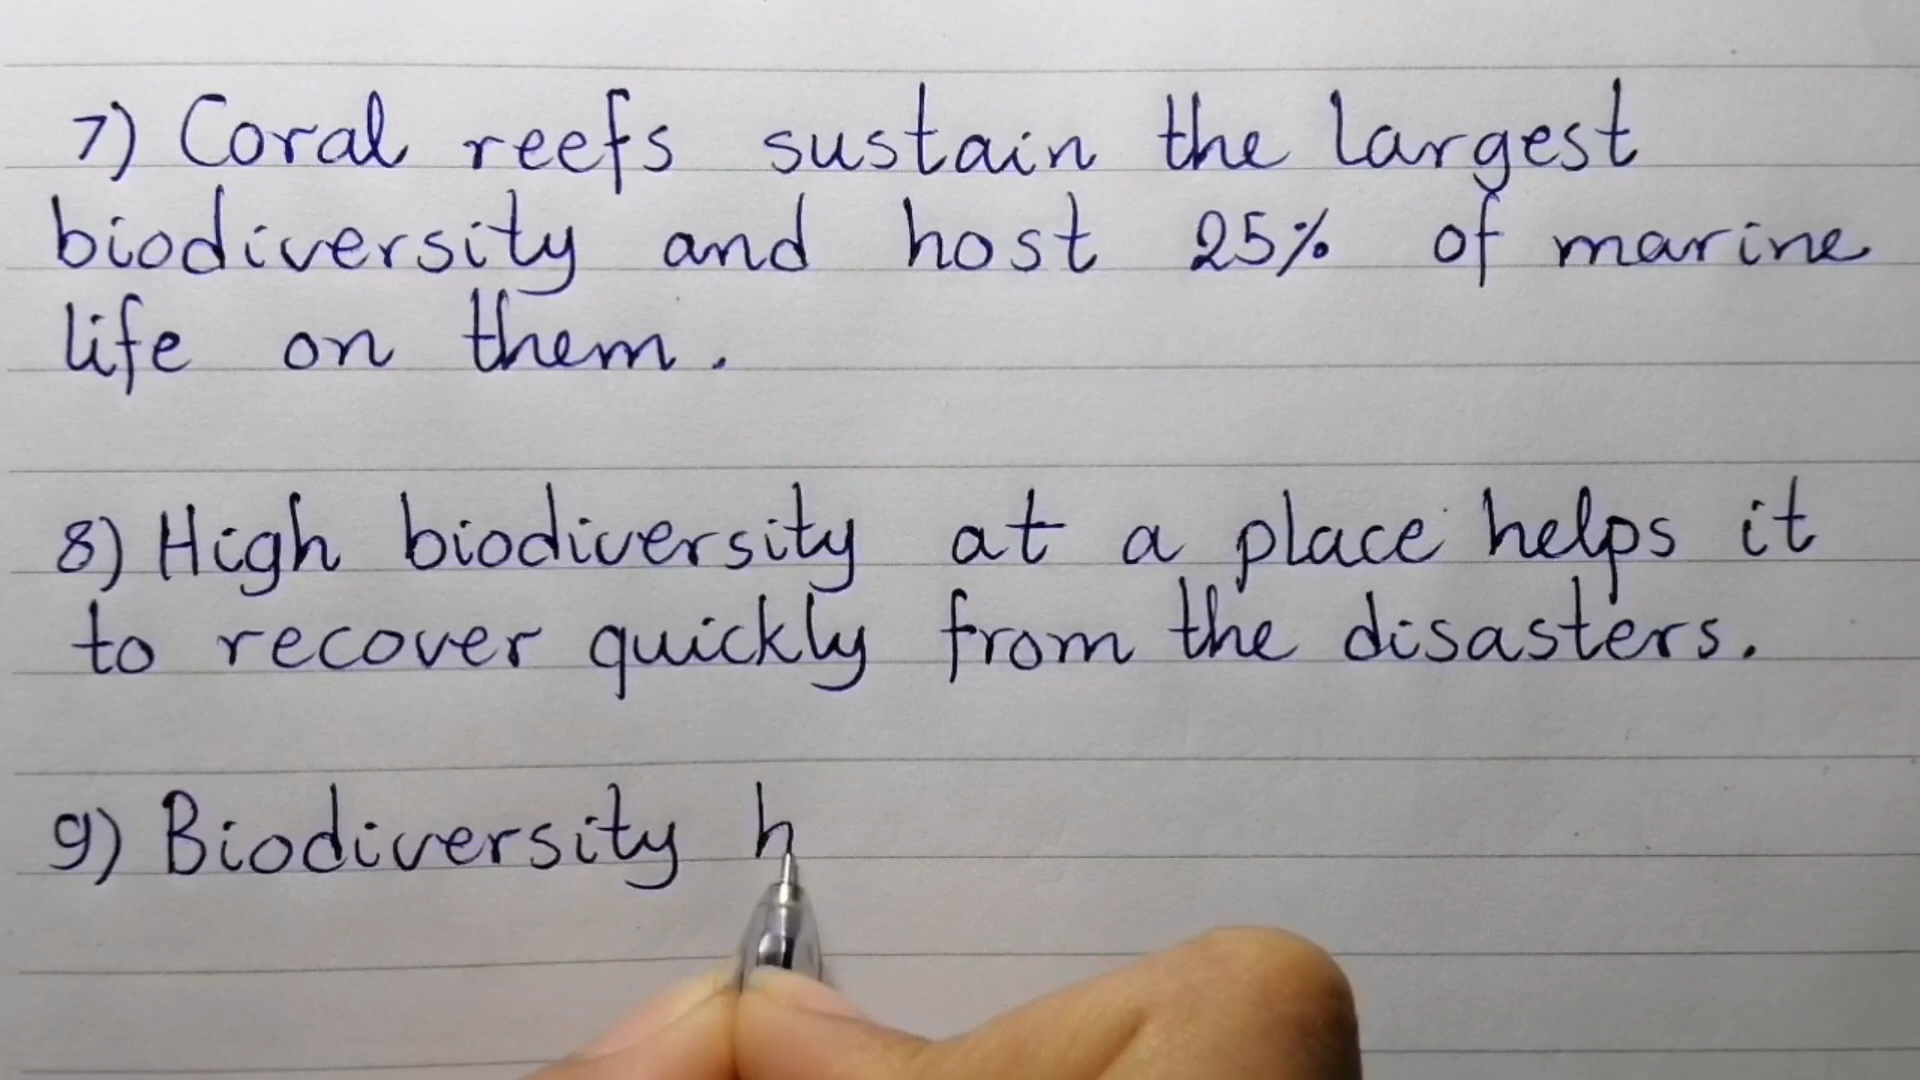 7) Coral reefs sustain the largest
biodiversity and host 25% of marine
life on them.
8) High biodiversity at a place helps it
to recover quickly from the disasters.
9) Biodiversity h